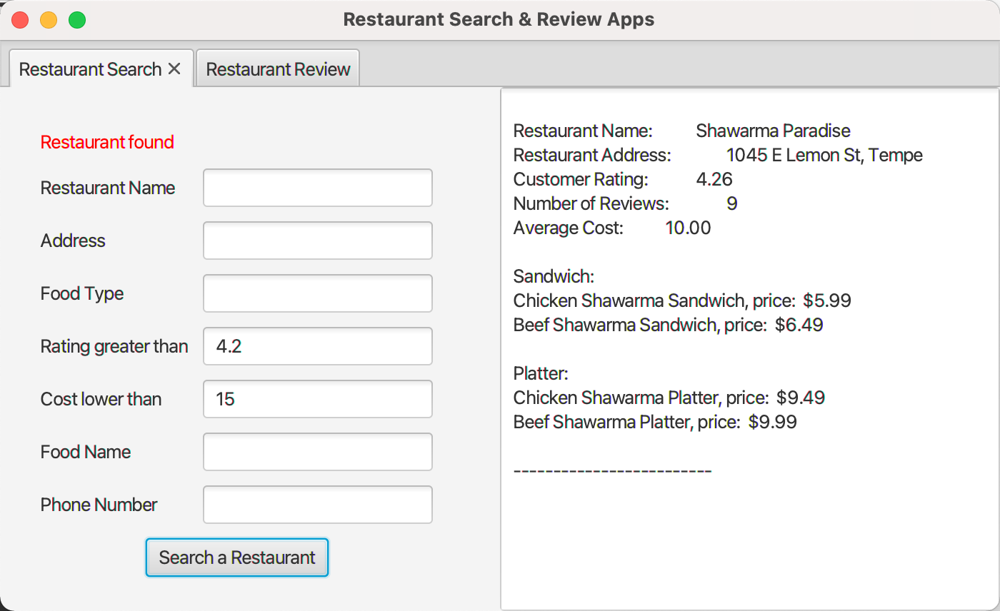 Restaurant Search & Review Apps
Restaurant Search
Restaurant Review
Restaurant found
Restaurant Name
Address
Food Type
Rating greater than 4.2
Cost lower than 15
Food Name
Phone Number
Search a Restaurant
Restaurant Name: Shawarma Paradise
Restaurant Address: 1045 E Lemon St, Tempe
Customer Rating: 4.26
Number of Reviews: 9
Average Cost: 10.00
Sandwich:
Chicken Shawarma Sandwich, price: $5.99
Beef Shawarma Sandwich, price: $6.49
Platter:
Chicken Shawarma Platter, price: $9.49
Beef Shawarma Platter, price: $9.99
-------------------------